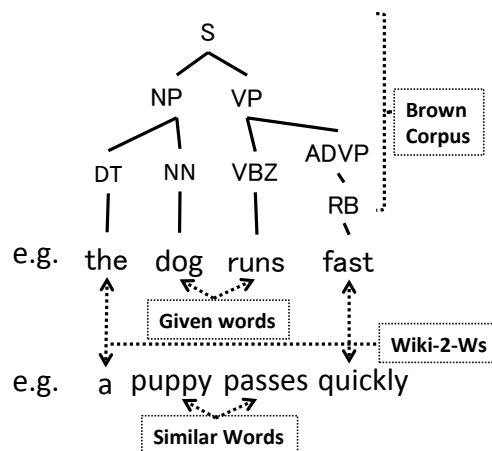 S
NP VP
Brown
Corpus
ADVP
DT NN VBZ
RB
e.g. the dog runs fast
Given words
Wiki-2-Ws
e.g. a puppy passes quickly
Similar Words